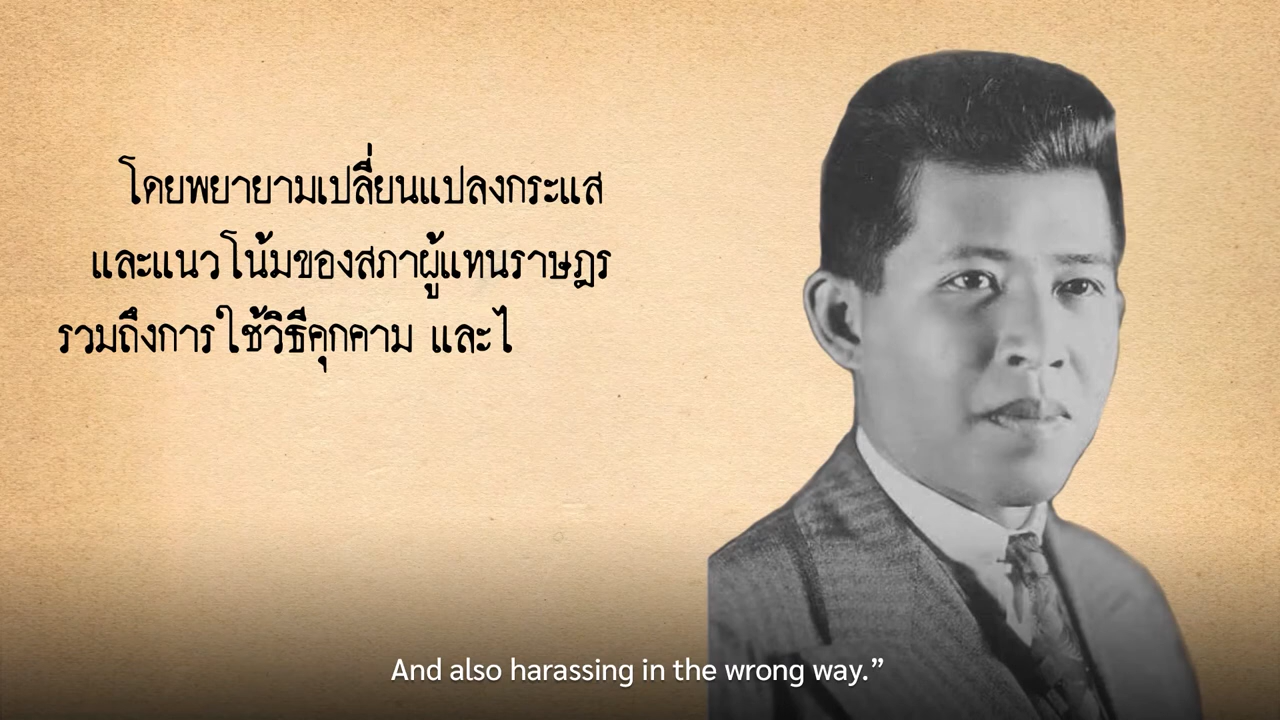 โดยพยายามเปลี่ยนแปลงกระแส
และแนวโน้มของสภาผู้แทนราษฎร
รวมถึงการใช้วิธีคุกคาม และไ
And also harassing in the wrong way.”